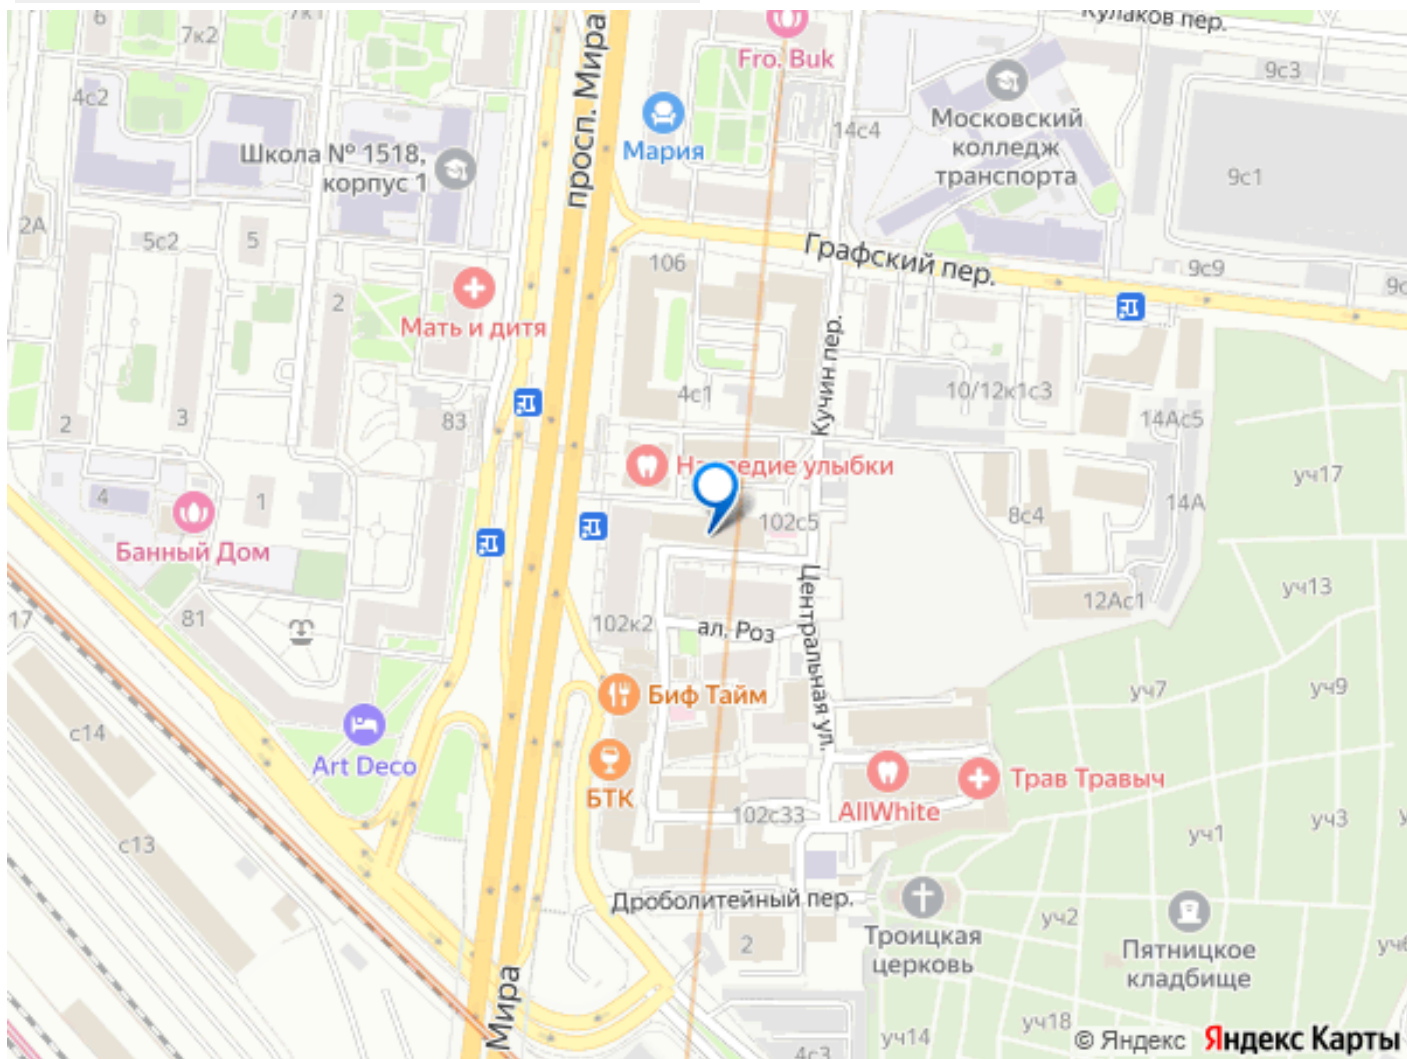 6
7к1
7к2
Fro. Buk
Кулаков пер.
9с3
4с2
просп. Мира
Мария
14с4
Московский
колледж
транспорта
9с1
Школа № 1518,
корпус 1
2А
5с2
5
106
Графский пер.
9с9
2
Мать и дитя
Кучин пер.
4с1
10/12к1с3
14Ас5
2
3
83
уч17
4
1
102с5
8с4
14А
Банный Дом
уч13
12Ас1
17
81
102к2
ал. Роз
Центральная ул.
уч7
уч9
Биф Тайм
с14
Art Deco
БТК
Трав Травыч
AllWhite
102с33
уч1
уч3
с13
Дроболитейный пер.
2
Троицкая
церковь
уч2
Пятницкое
кладбище
Мира
уч14
уч18
4с3
© Яндекс Яндекс Карты